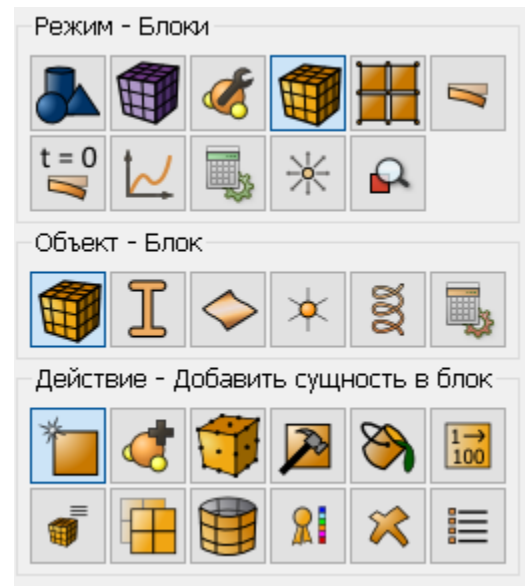 Режим - Блоки
t = 0
Объект - Блок
Действие - Добавить сущность в блок
1→
100